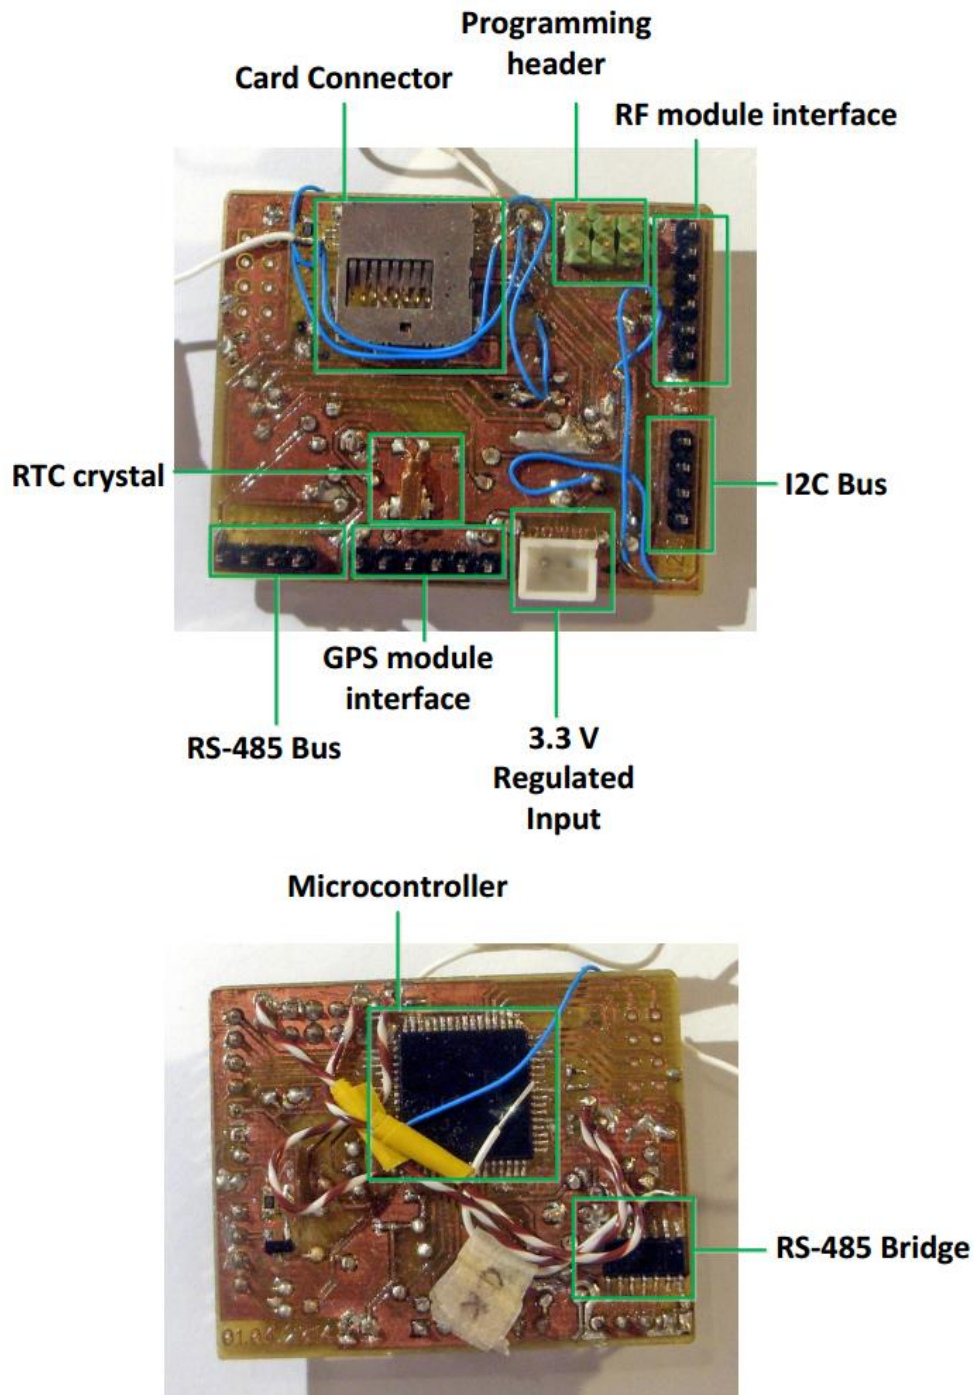 Programming
header
Card Connector
RF module interface
RTC crystal
I2C Bus
GPS module
interface
RS-485 Bus
3.3 V
Regulated
Input
Microcontroller
RS-485 Bridge